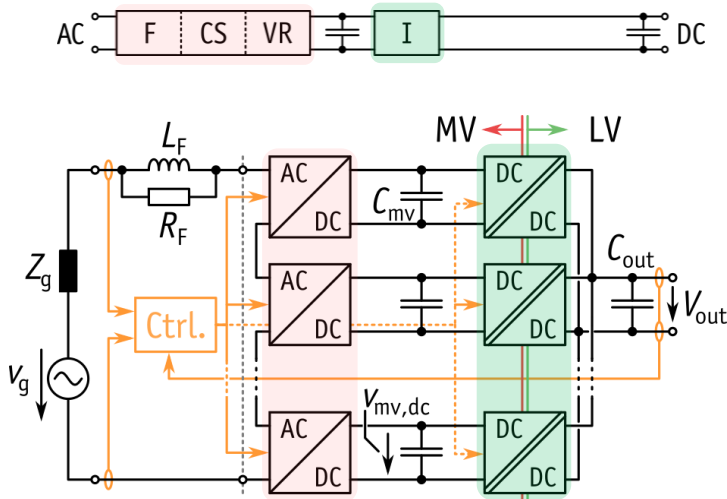 AC F CS VR I DC
MV LV
L_F
R_F
Z_g
v_g
Ctrl.
AC DC
C_mv
DC DC
AC DC
DC DC
C_out
V_out
v_mv,dc
AC DC
DC DC